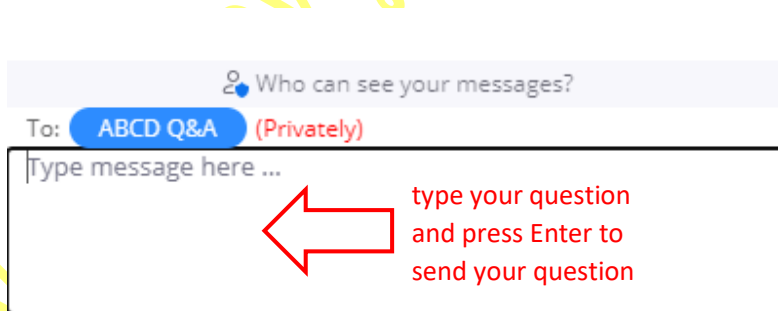 Who can see your messages?
To: ABCD Q&A (Privately)
Type message here ...
type your question
and press Enter to
send your question